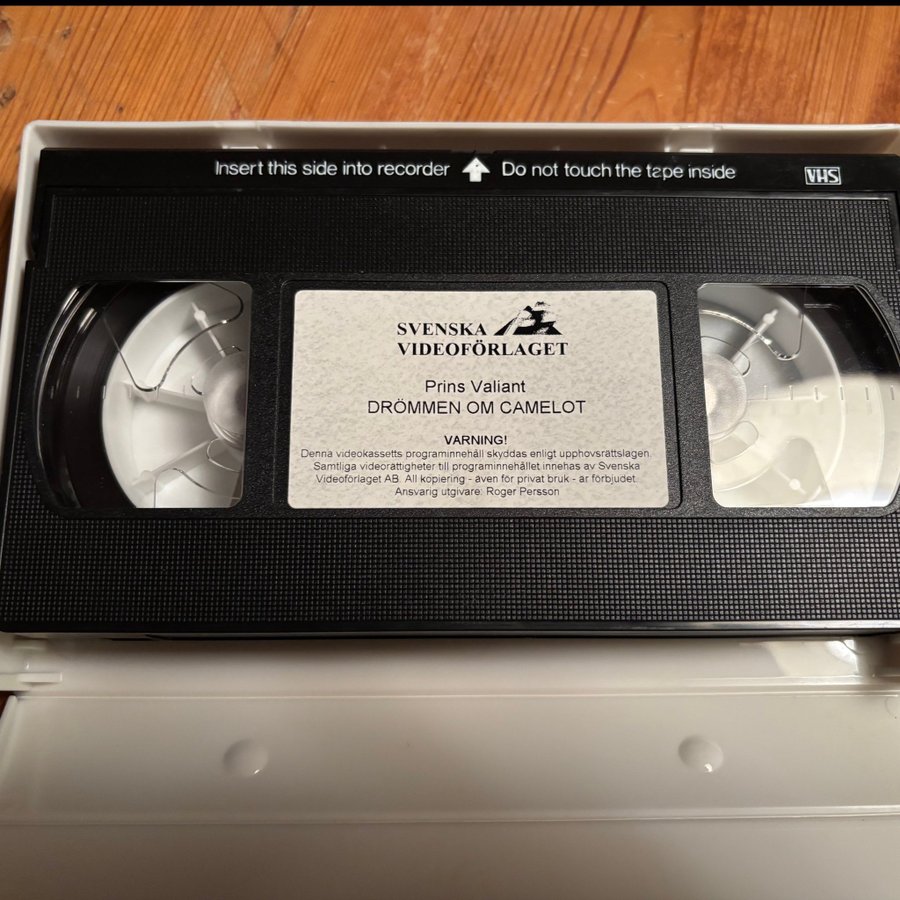 Insert this side into recorder Do not touch the tape inside VHS
SVENSKA
VIDEOFÖRLAGET
Prins Valiant
DRÖMMEN OM CAMELOT
VARNING!
Denna videokassetts programinnehåll skyddas enligt upphovsrättslagen.
Samtliga videorättigheter till programinnehållet innehas av Svenska
Videoförlaget AB. All kopiering - även för privat bruk - är förbjudet.
Ansvarig utgivare: Roger Persson